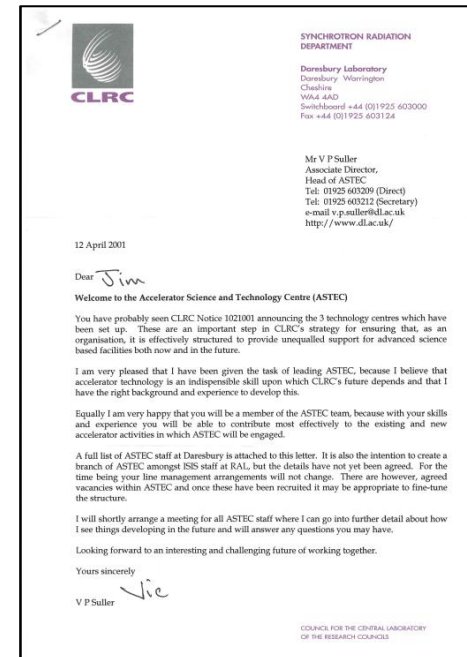 CLRC
SYNCHROTRON RADIATION
DEPARTMENT
Daresbury Laboratory
Daresbury Warrington
Cheshire
WA4 4AD
Switchboard +44 (0)1925 603000
Fax +44 (0)1925 603124
Mr V P Suller
Associate Director,
Head of ASTEC
Tel: 01925 603209 (Direct)
Tel: 01925 603212 (Secretary)
e-mail v.p.suller@dl.ac.uk
http://www.dl.ac.uk/
12 April 2001
Dear Jim
Welcome to the Accelerator Science and Technology Centre (ASTEC)
You have probably seen CLRC Notice 1021001 announcing the 3 technology centres which have
been set up. These are an important step in CLRC's strategy for ensuring that, as an
organisation, it is effectively structured to provide unequalled support for advanced science
based facilities both now and in the future.
I am very pleased that I have been given the task of leading ASTEC, because I believe that
accelerator technology is an indispensible skill upon which CLRC's future depends and that I
have the right background and experience to develop this.
Equally I am very happy that you will be a member of the ASTEC team, because with your skills
and experience you will be able to contribute most effectively to the existing and new
accelerator activities in which ASTEC will be engaged.
A full list of ASTEC staff at Daresbury is attached to this letter. It is also the intention to create a
branch of ASTEC amongst ISIS staff at RAL, but the details have not yet been agreed. For the
time being your line management arrangements will not change. There are however, agreed
vacancies within ASTEC and once these have been recruited it may be appropriate to fine-tune
the structure.
I will shortly arrange a meeting for all ASTEC staff where I can go into further detail about how
I see things developing in the future and will answer any questions you may have.
Looking forward to an interesting and challenging future of working together.
Yours sincerely
Vic
V P Suller
COUNCIL FOR THE CENTRAL LABORATORY
OF THE RESEARCH COUNCILS